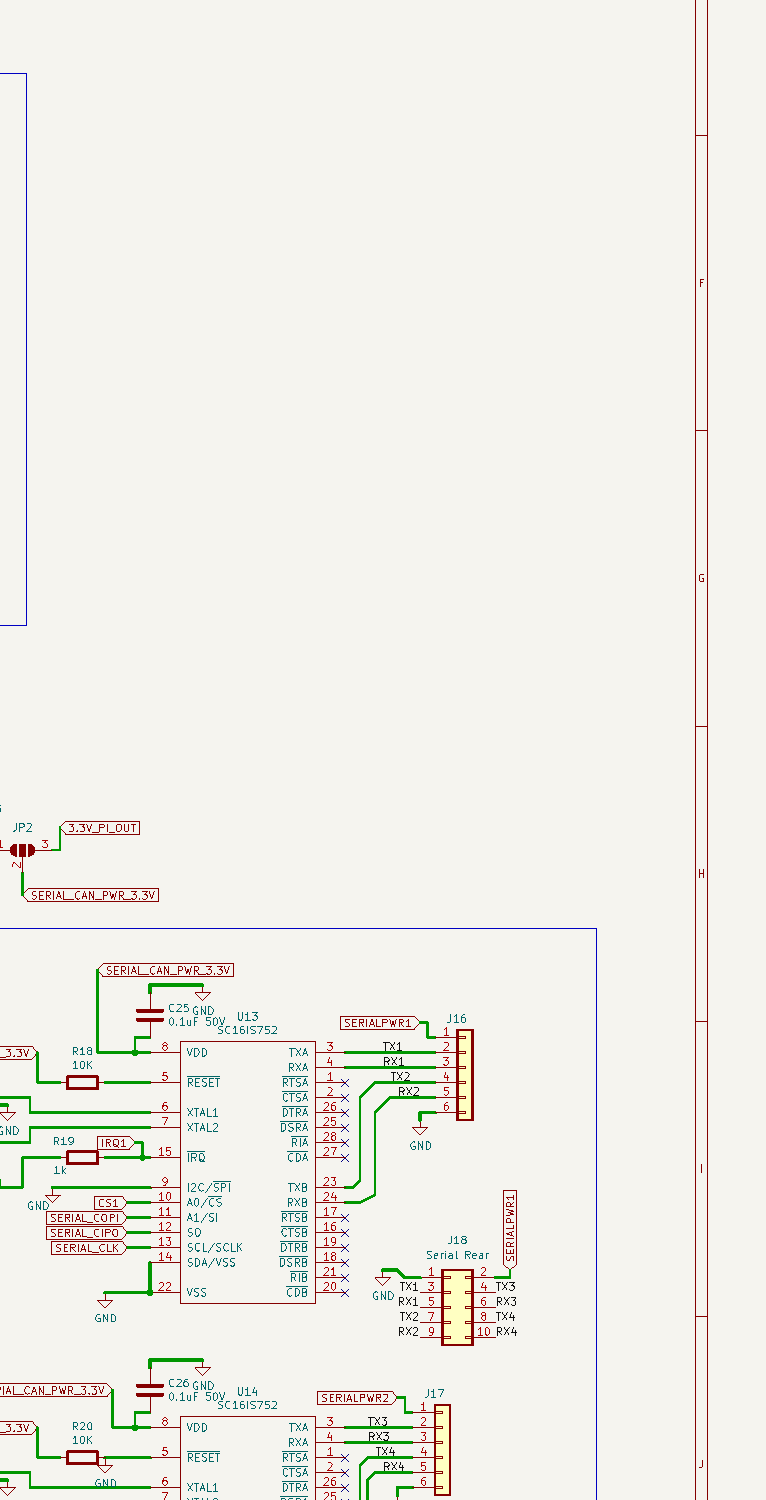 F
G
JP2
3.3V_PI_OUT
1
3
2
H
SERIAL_CAN_PWR_3.3V
SERIAL_CAN_PWR_3.3V
C25
0.1uF 50V
GND
U13
SC16IS752
SERIALPWR1
J16
_3.3V
R18
10K
8 VDD
5 RESET
6 XTAL1
7 XTAL2
GND
R19
1k
IRQ1
15 IRQ
9 I2C/SPI
GND
CS1
10 A0/CS
SERIAL_COPI
11 A1/SI
SERIAL_CIPO
12 SO
SERIAL_CLK
13 SCL/SCLK
14 SDA/VSS
22 VSS
GND
TXA 3 TX1
RXA 4 RX1
RTSA 1 TX2
CTSA 2 RX2
DTRA 26
DSRA 25
RIA 28
CDA 27
TXB 23
RXB 24
RTSB 17
CTSB 16
DTRB 19
DSRB 18
RIB 21
CDB 20
1
2
3
4
5
6
GND
I
SERIALPWR1
J18
Serial Rear
GND
1 2
TX1 3 4 TX3
RX1 5 6 RX3
TX2 7 8 TX4
RX2 9 10 RX4
C26
0.1uF 50V
GND
U14
SC16IS752
IAL_CAN_PWR_3.3V
SERIALPWR2
J17
_3.3V
R20
10K
GND
8 VDD
5 RESET
6 XTAL1
TXA 3 TX3
RXA 4 RX3
RTSA 1 TX4
CTSA 2 RX4
DTRA 26
1
2
3
4
5
6
J